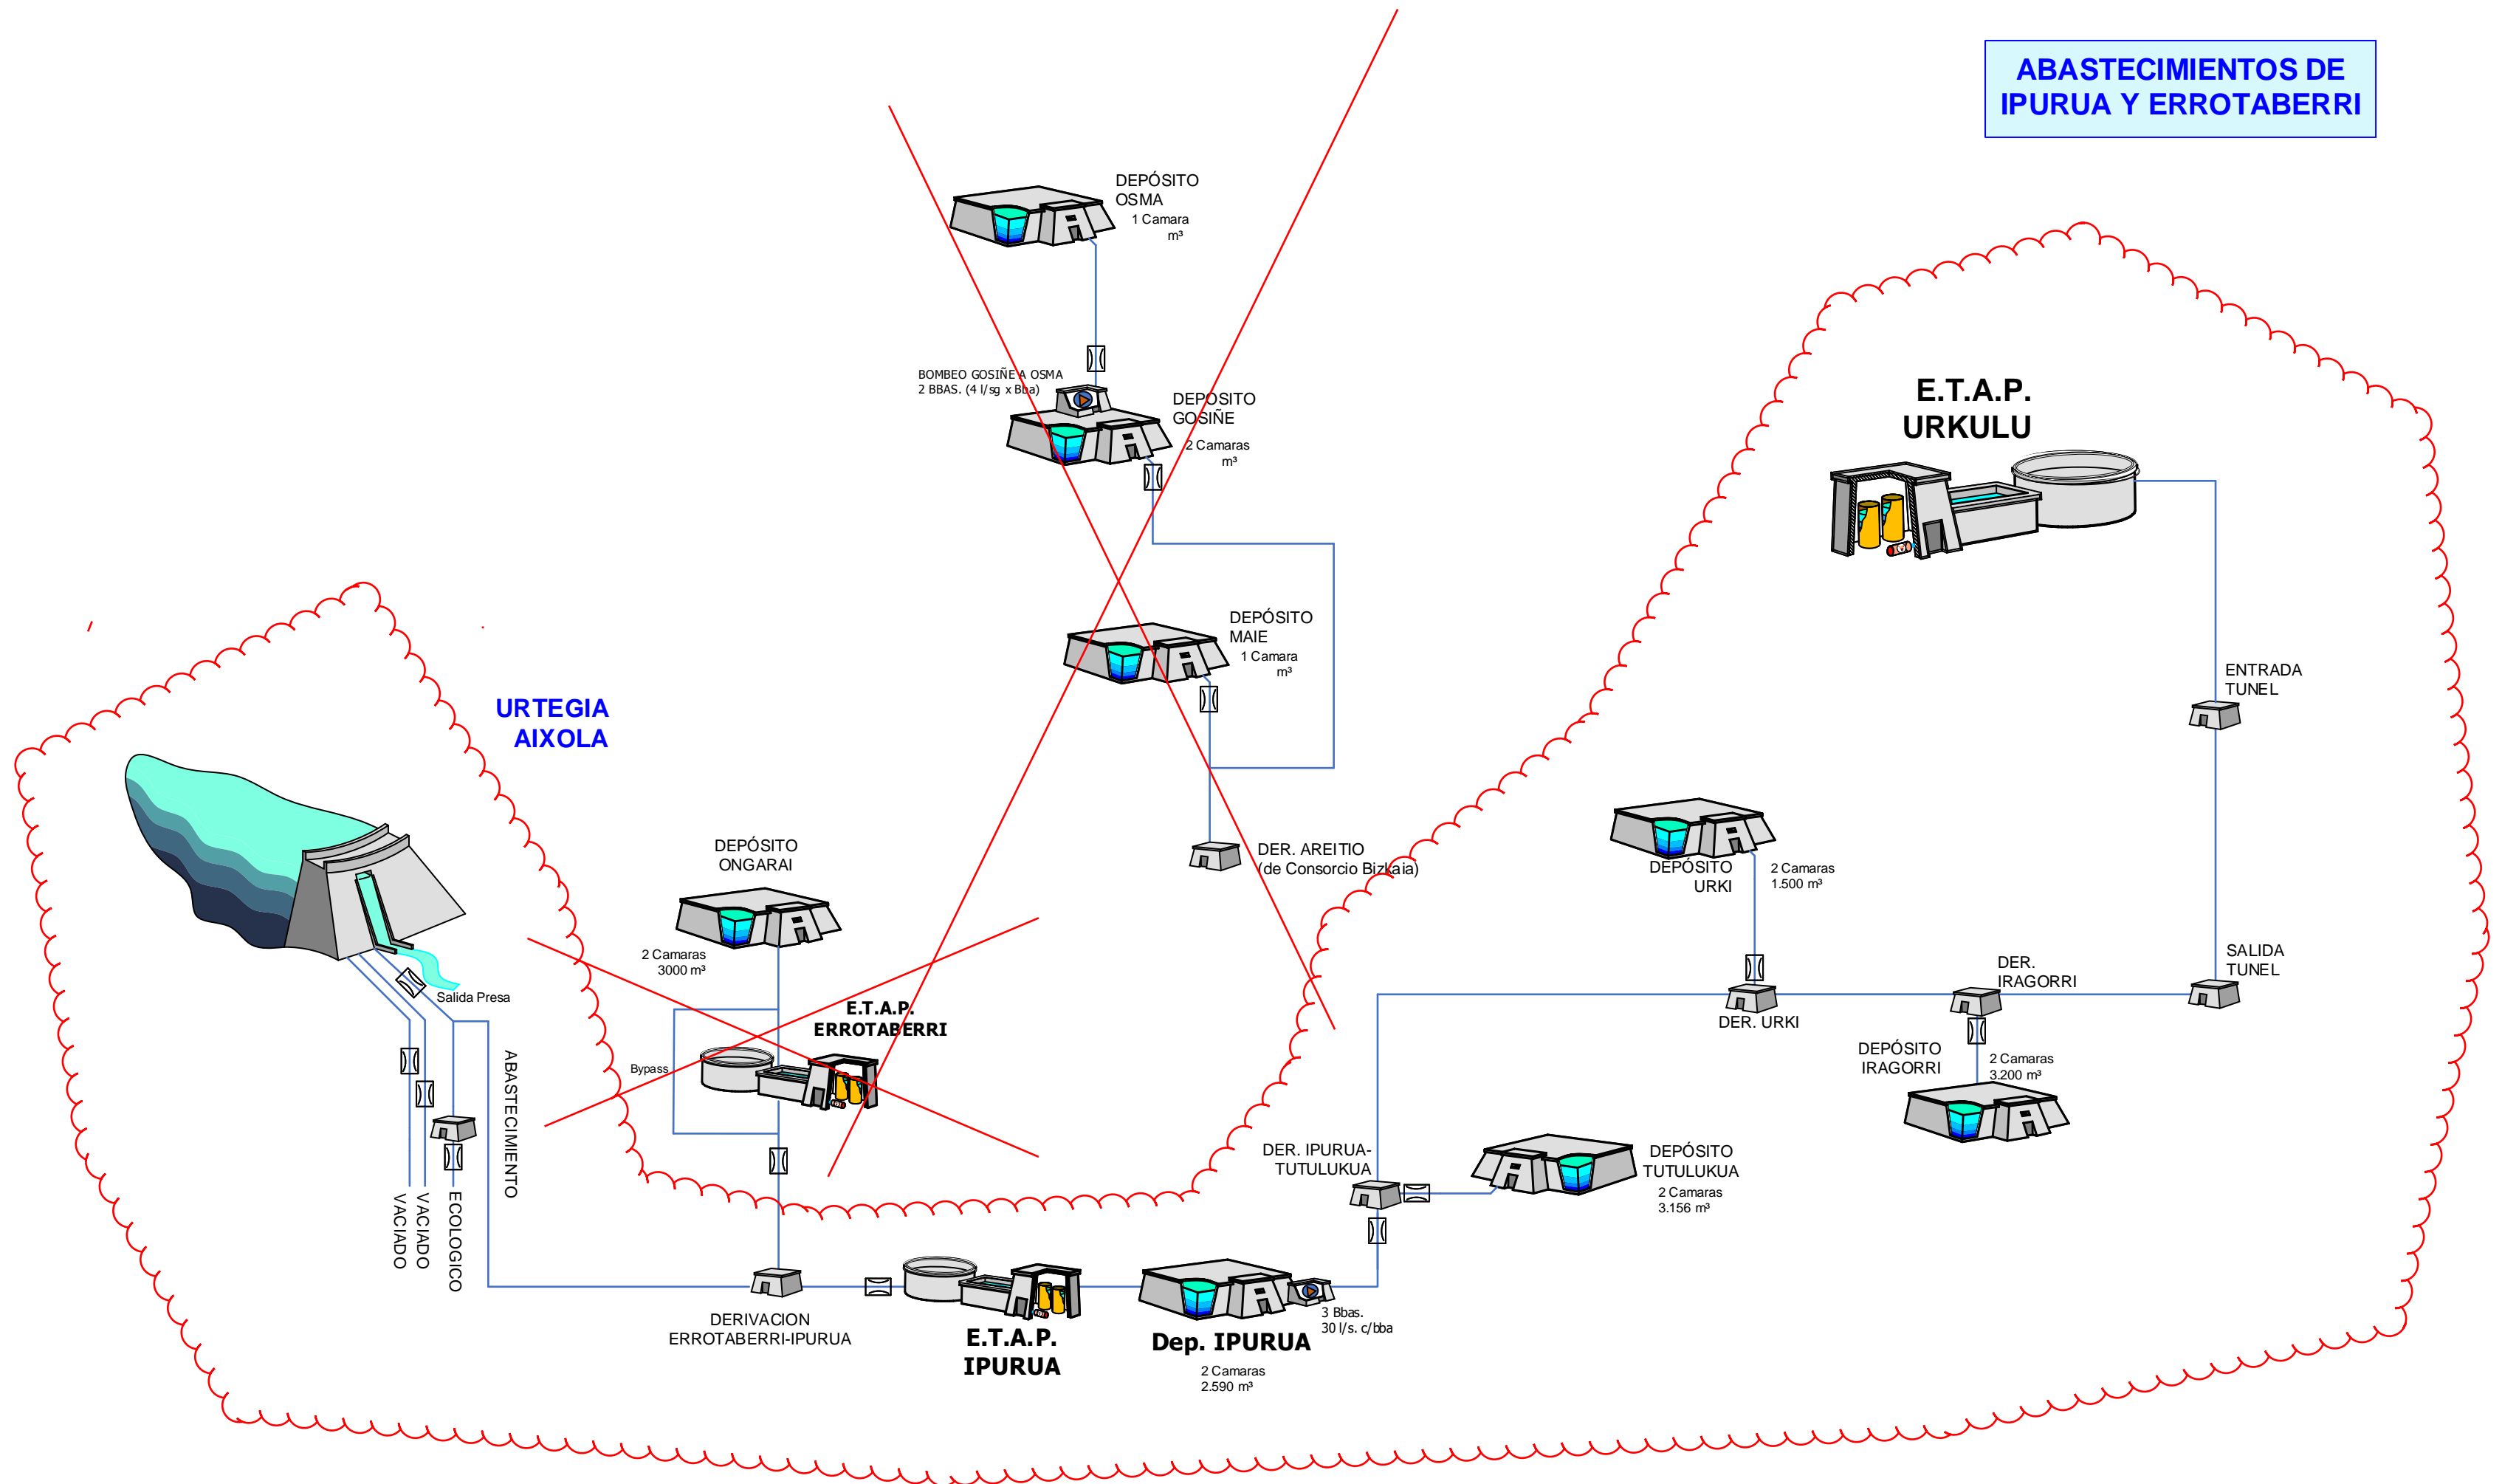 ABASTECIMIENTOS DE
IPURUA Y ERROTABERRI
DEPÓSITO
OSMA
1 Camara
m³
BOMBEO GOSIÑE A OSMA
2 BBAS. (4 l/sg x Bba)
DEPÓSITO
GOSIÑE
2 Camaras
m³
E.T.A.P.
URKULU
DEPÓSITO
MAIE
1 Camara
m³
ENTRADA
TUNEL
URTEGIA
AIXOLA
DEPÓSITO
ONGARAI
2 Camaras
3000 m³
DER. AREITIO
(de Consorcio Bizkaia)
DEPÓSITO
URKI
2 Camaras
1.500 m³
SALIDA
TUNEL
DER.
IRAGORRI
DER. URKI
Salida Presa
E.T.A.P.
ERROTABERRI
Bypass
DEPÓSITO
IRAGORRI
2 Camaras
3.200 m³
ABASTECIMIENTO
VACIADO
VACIADO
ECOLOGICO
DER. IPURUA-
TUTULUKUA
DEPÓSITO
TUTULUKUA
2 Camaras
3.156 m³
DERIVACION
ERROTABERRI-IPURUA
E.T.A.P.
IPURUA
Dep. IPURUA
2 Camaras
2.590 m³
3 Bbas.
30 l/s. c/bba